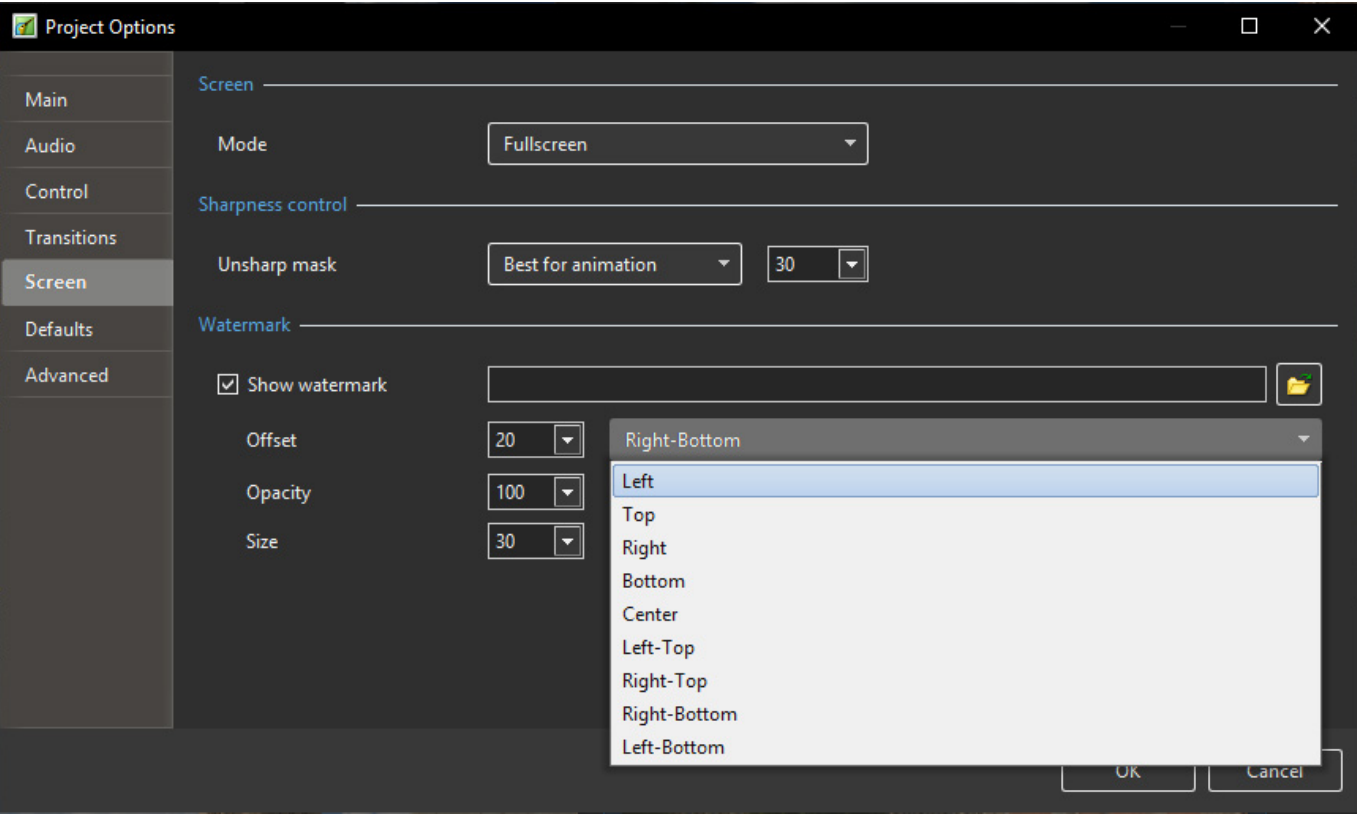 Project Options
Main
Audio
Control
Transitions
Screen
Defaults
Advanced
Screen
Mode Fullscreen
Sharpness control
Unsharp mask Best for animation 30
Watermark
Show watermark
Offset 20 Right-Bottom
Opacity 100
Size 30
Left
Top
Right
Bottom
Center
Left-Top
Right-Top
Right-Bottom
Left-Bottom
OK Cancel